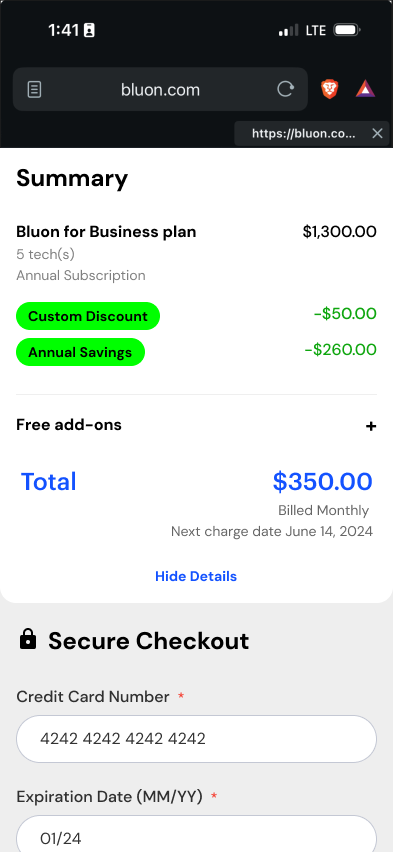 1:41
LTE
bluon.com
https://bluon.co...
Summary
Bluon for Business plan $1,300.00
5 tech(s)
Annual Subscription
Custom Discount -$50.00
Annual Savings -$260.00
Free add-ons +
Total $350.00
Billed Monthly
Next charge date June 14, 2024
Hide Details
Secure Checkout
Credit Card Number *
4242 4242 4242 4242
Expiration Date (MM/YY) *
01/24